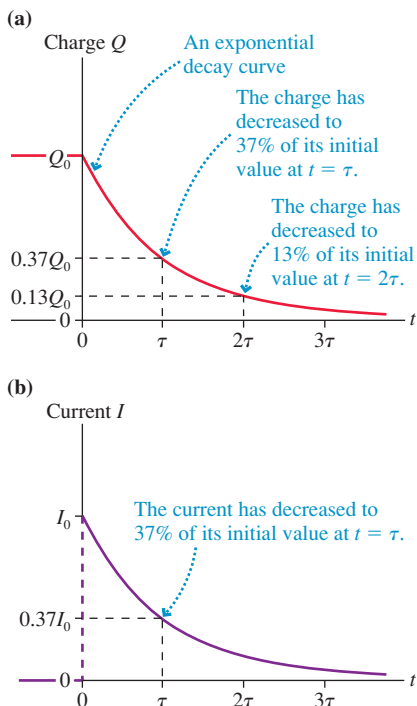 (a)
Charge Q
An exponential
decay curve
The charge has
decreased to
37% of its initial
value at t = τ.
The charge has
decreased to
13% of its initial
value at t = 2τ.
Q₀
0.37Q₀
0.13Q₀
0
t
0
τ
2τ
3τ
(b)
Current I
The current has decreased to
37% of its initial value at t = τ.
I₀
0.37I₀
0
t
0
τ
2τ
3τ